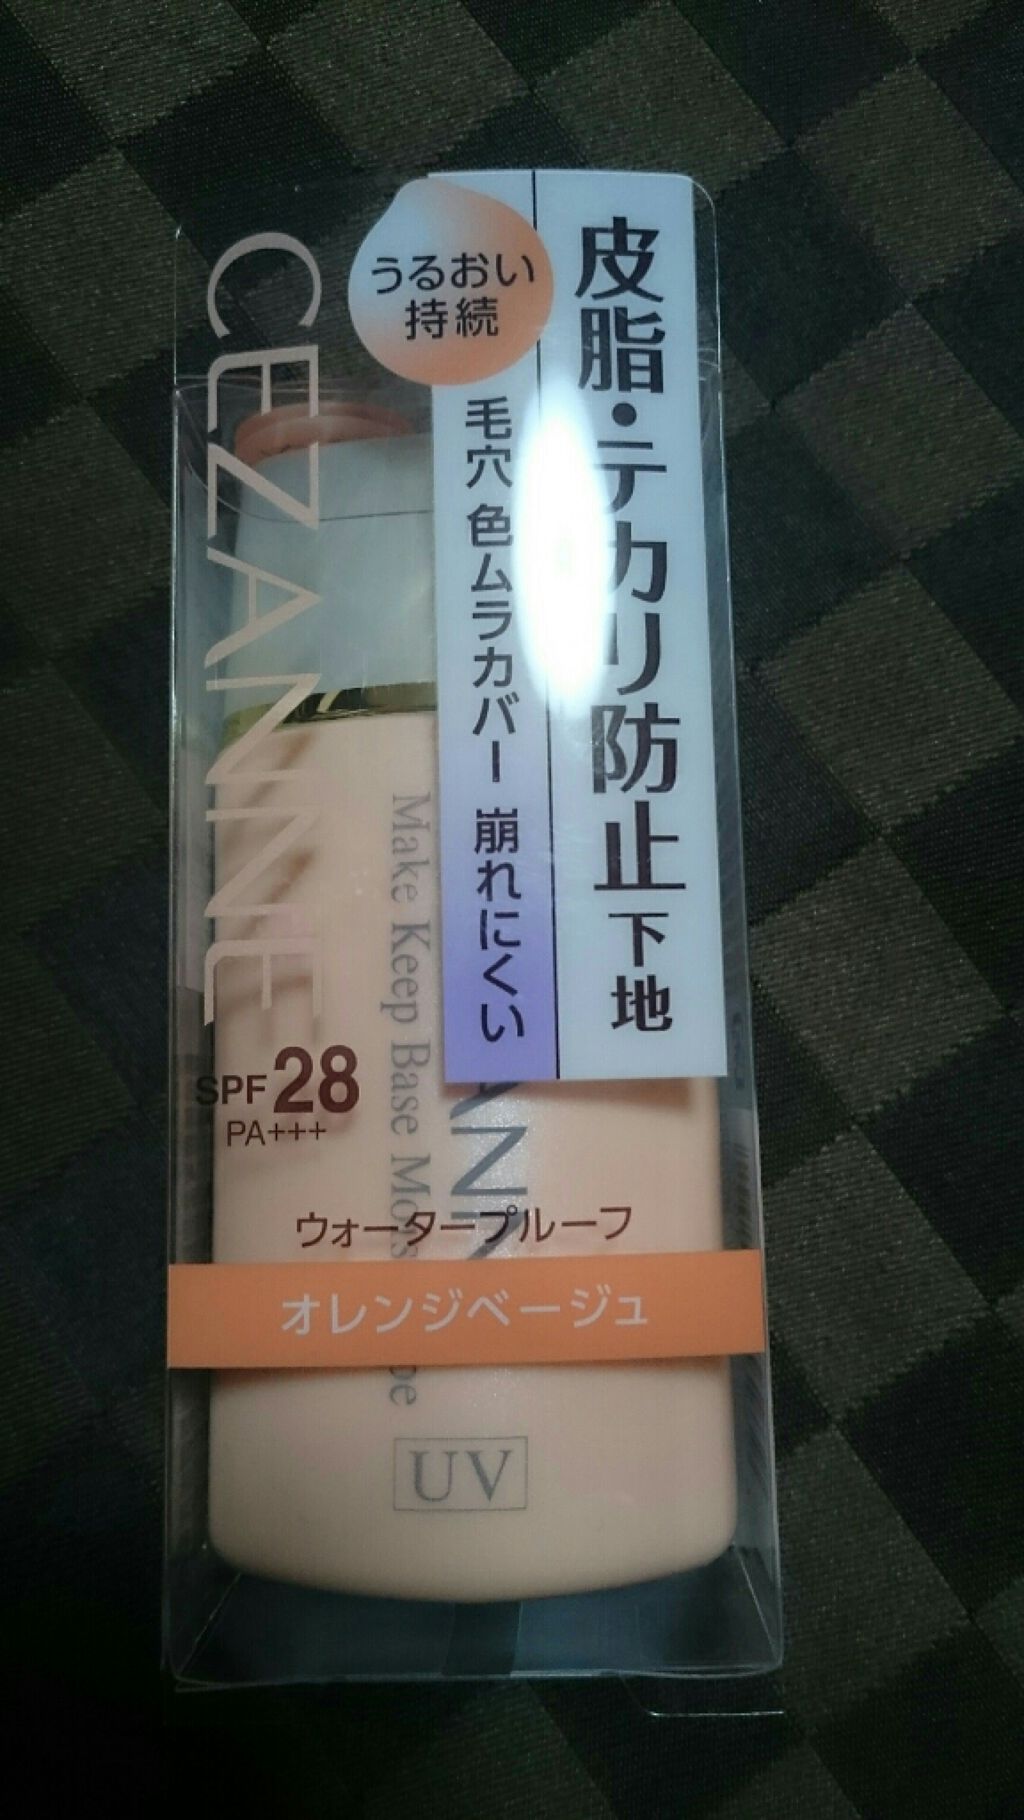 CEZANNE
うるおい
持続
皮脂・テカリ防止 下地
毛穴 色ムラカバー 崩れにくい
Make Keep Base Mois
SPF28
PA+++
ウォータープルーフ
オレンジベージュ
UV